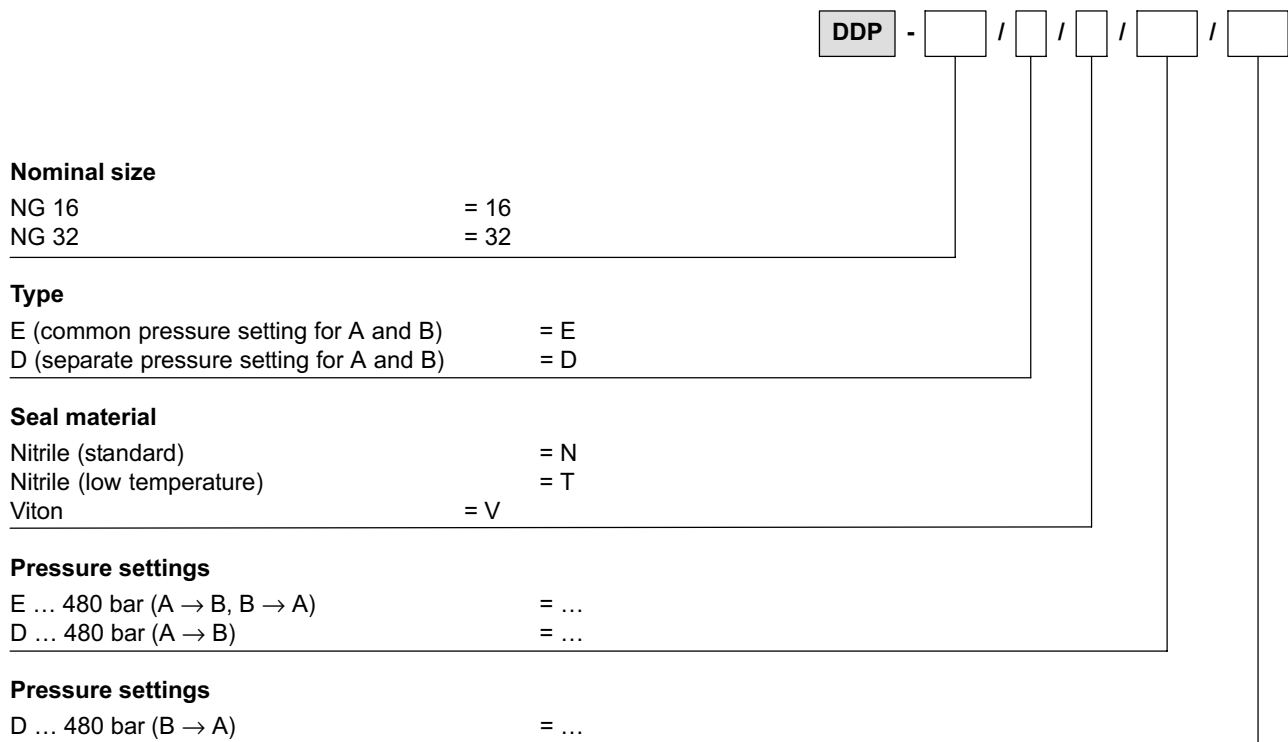 DDP - / / / /
Nominal size
NG 16 = 16
NG 32 = 32
Type
E (common pressure setting for A and B) = E
D (separate pressure setting for A and B) = D
Seal material
Nitrile (standard) = N
Nitrile (low temperature) = T
Viton = V
Pressure settings
E … 480 bar (A → B, B → A) = …
D … 480 bar (A → B) = …
Pressure settings
D … 480 bar (B → A) = …